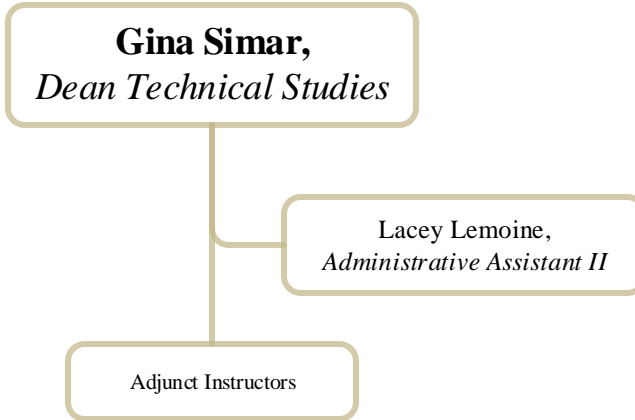 Gina Simar,
Dean Technical Studies
Lacey Lemoine,
Administrative Assistant II
Adjunct Instructors